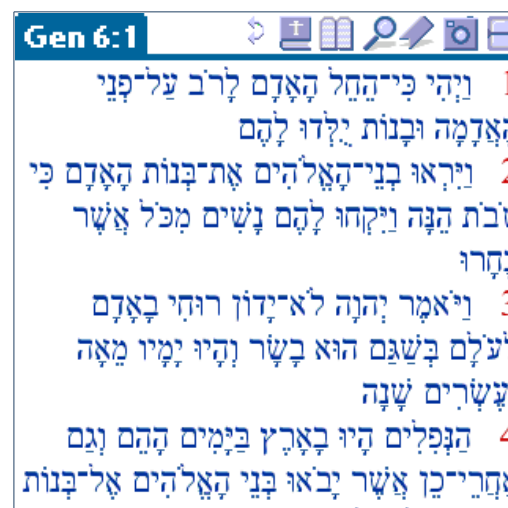 Gen 6:1
1 וַיְהִי כִּי־הֵחֵל הָאָדָם לָרֹב עַל־פְּנֵי
הָאֲדָמָה וּבָנוֹת יֻלְּדוּ לָהֶם
2 וַיִּרְאוּ בְנֵי־הָאֱלֹהִים אֶת־בְּנוֹת הָאָדָם כִּי
טֹבֹת הֵנָּה וַיִּקְחוּ לָהֶם נָשִׁים מִכֹּל אֲשֶׁר
בָּחָרוּ
3 וַיֹּאמֶר יְהוָה לֹא־יָדוֹן רוּחִי בָאָדָם
לְעֹלָם בְּשַׁגַּם הוּא בָשָׂר וְהָיוּ יָמָיו מֵאָה
עֶשְׂרִים שָׁנָה
4 הַנְּפִלִים הָיוּ בָאָרֶץ בַּיָּמִים הָהֵם וְגַם
אַחֲרֵי־כֵן אֲשֶׁר יָבֹאוּ בְּנֵי הָאֱלֹהִים אֶל־בְּנוֹת